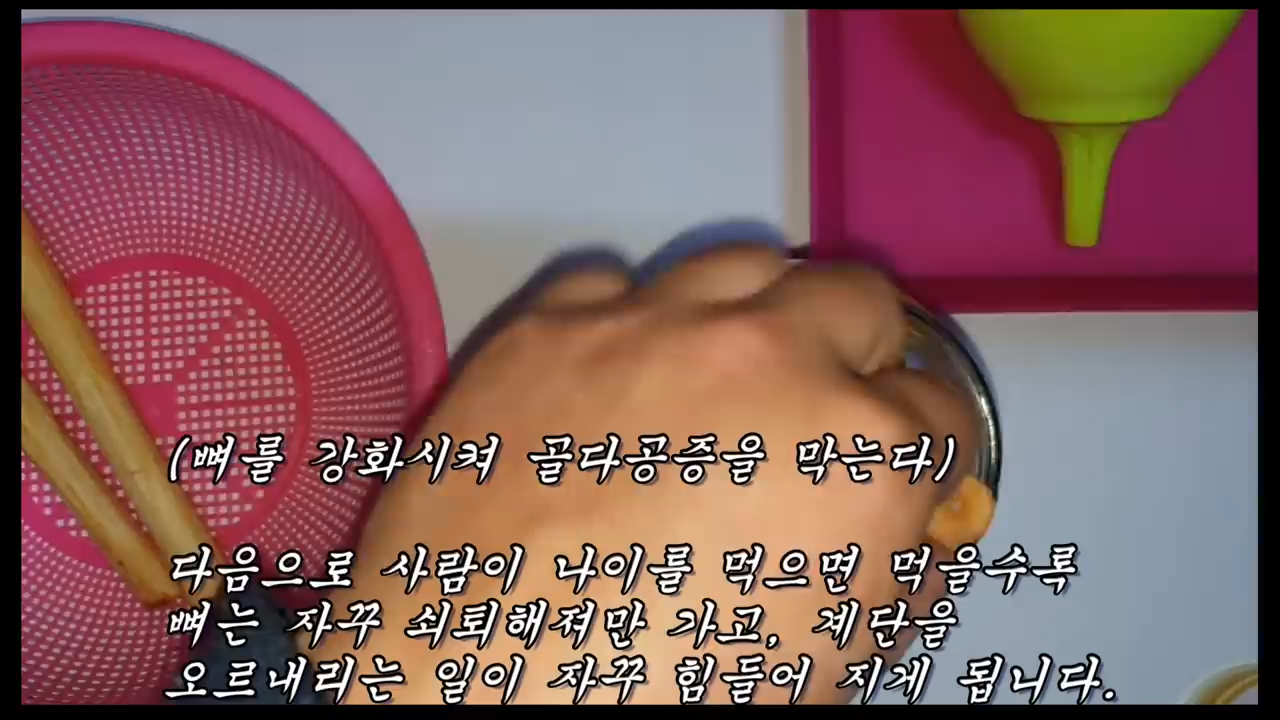 (뼈를 강화시켜 골다공증을 막는다)
다음으로 사람이 나이를 먹으면 먹을수록
뼈는 자꾸 쇠퇴해져만 가고, 계단을
오르내리는 일이 자꾸 힘들어 지게 됩니다.